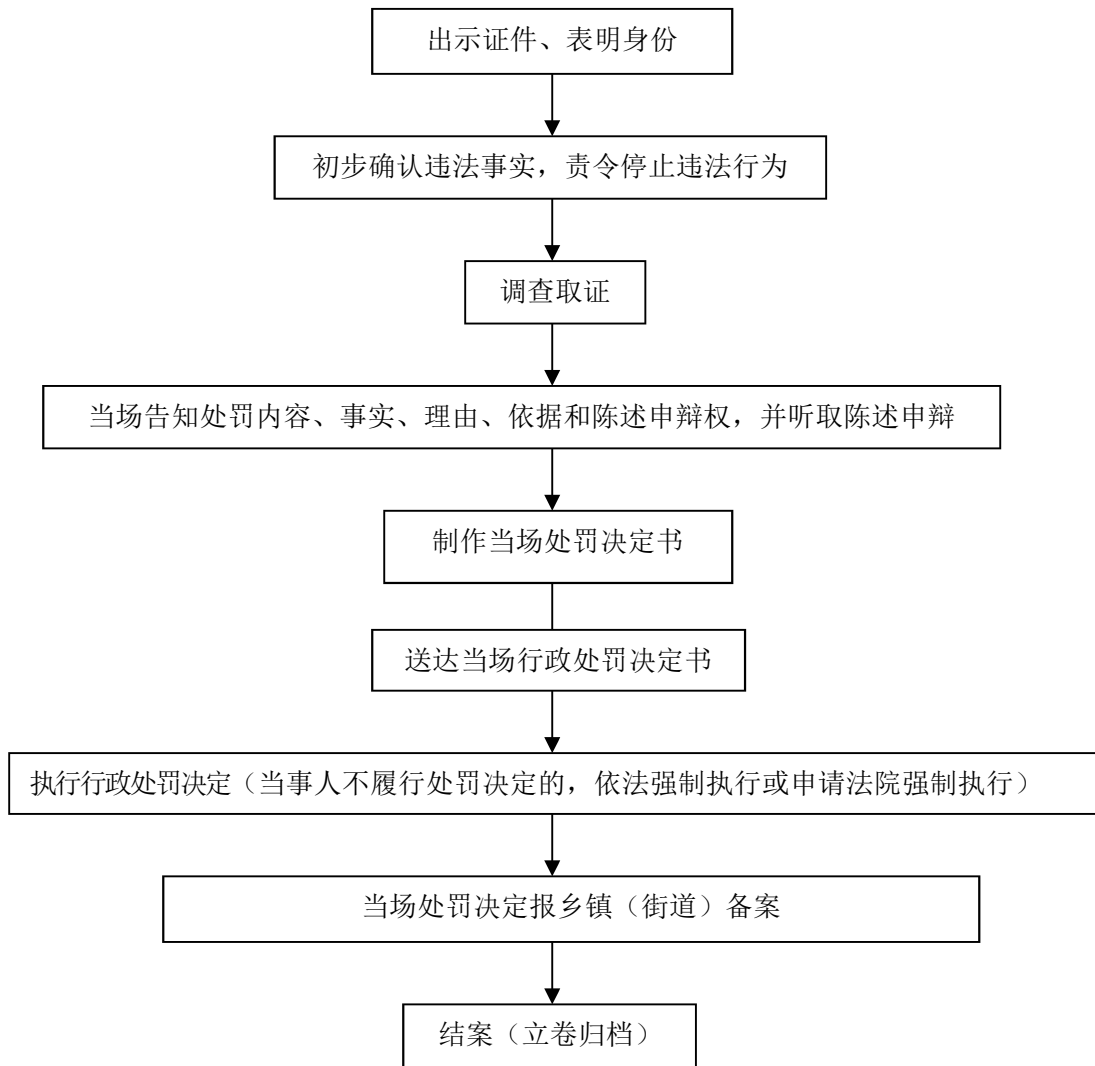 出示证件、表明身份
初步确认违法事实，责令停止违法行为
调查取证
当场告知处罚内容、事实、理由、依据和陈述申辩权，并听取陈述申辩
制作当场处罚决定书
送达当场行政处罚决定书
执行行政处罚决定（当事人不履行处罚决定的，依法强制执行或申请法院强制执行）
当场处罚决定报乡镇（街道）备案
结案（立卷归档）